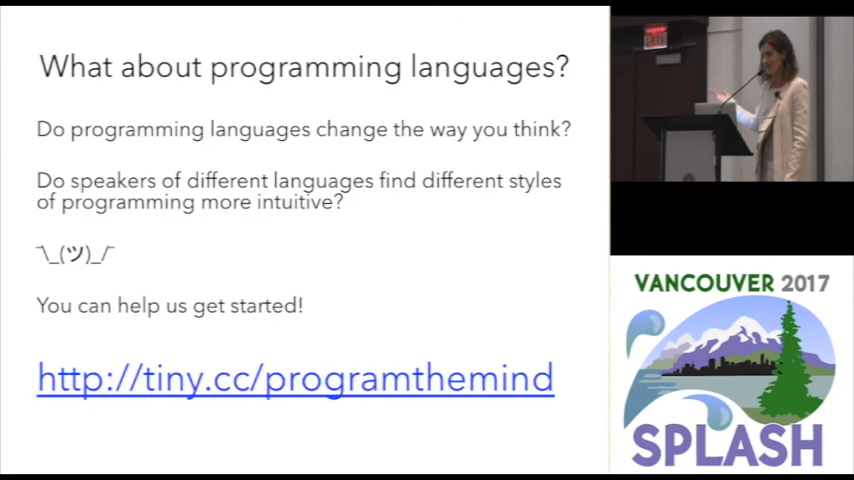 What about programming languages?
Do programming languages change the way you think?
Do speakers of different languages find different styles
of programming more intuitive?
¯\_(ツ)_/¯
You can help us get started!
http://tiny.cc/programthemind
EXIT
VANCOUVER 2017
SPLASH